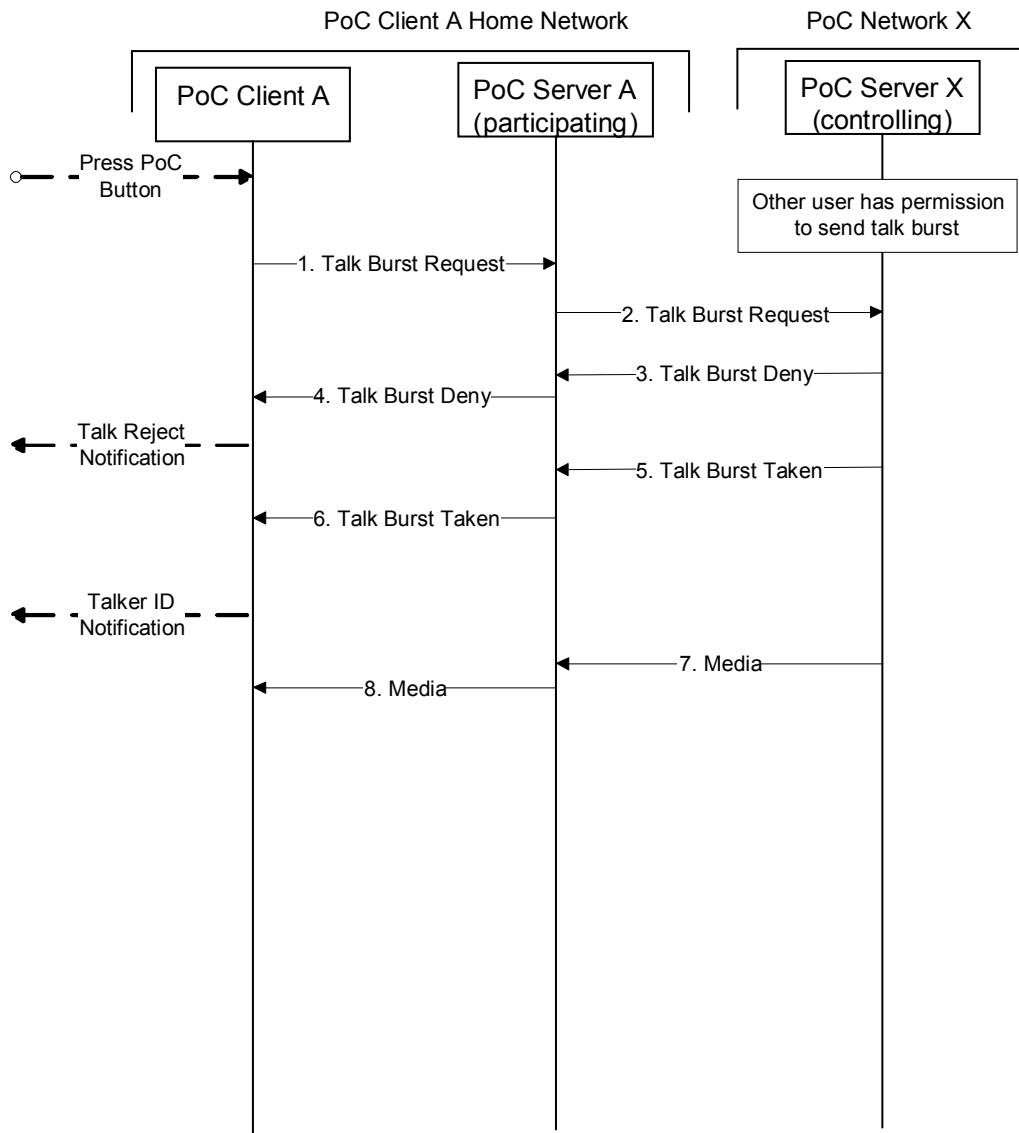 PoC Client A Home Network
PoC Network X
PoC Client A
PoC Server A
(participating)
PoC Server X
(controlling)
Press PoC
Button
Other user has permission
to send talk burst
1. Talk Burst Request
2. Talk Burst Request
3. Talk Burst Deny
4. Talk Burst Deny
Talk Reject
Notification
5. Talk Burst Taken
6. Talk Burst Taken
Talker ID
Notification
7. Media
8. Media